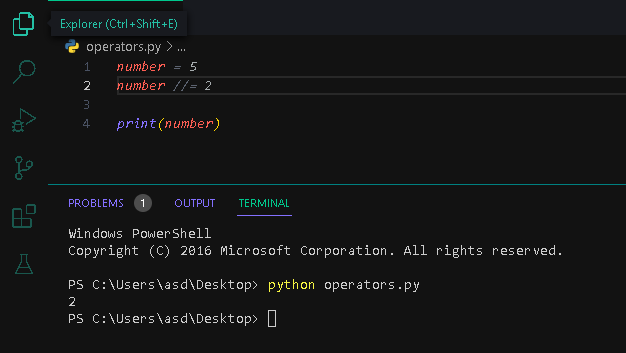 Explorer (Ctrl+Shift+E)
operators.py > ...
1 number = 5
2 number //= 2
3
4 print(number)
PROBLEMS 1 OUTPUT TERMINAL
Windows PowerShell
Copyright (C) 2016 Microsoft Corporation. All rights reserved.
PS C:\Users\asd\Desktop> python operators.py
2
PS C:\Users\asd\Desktop>